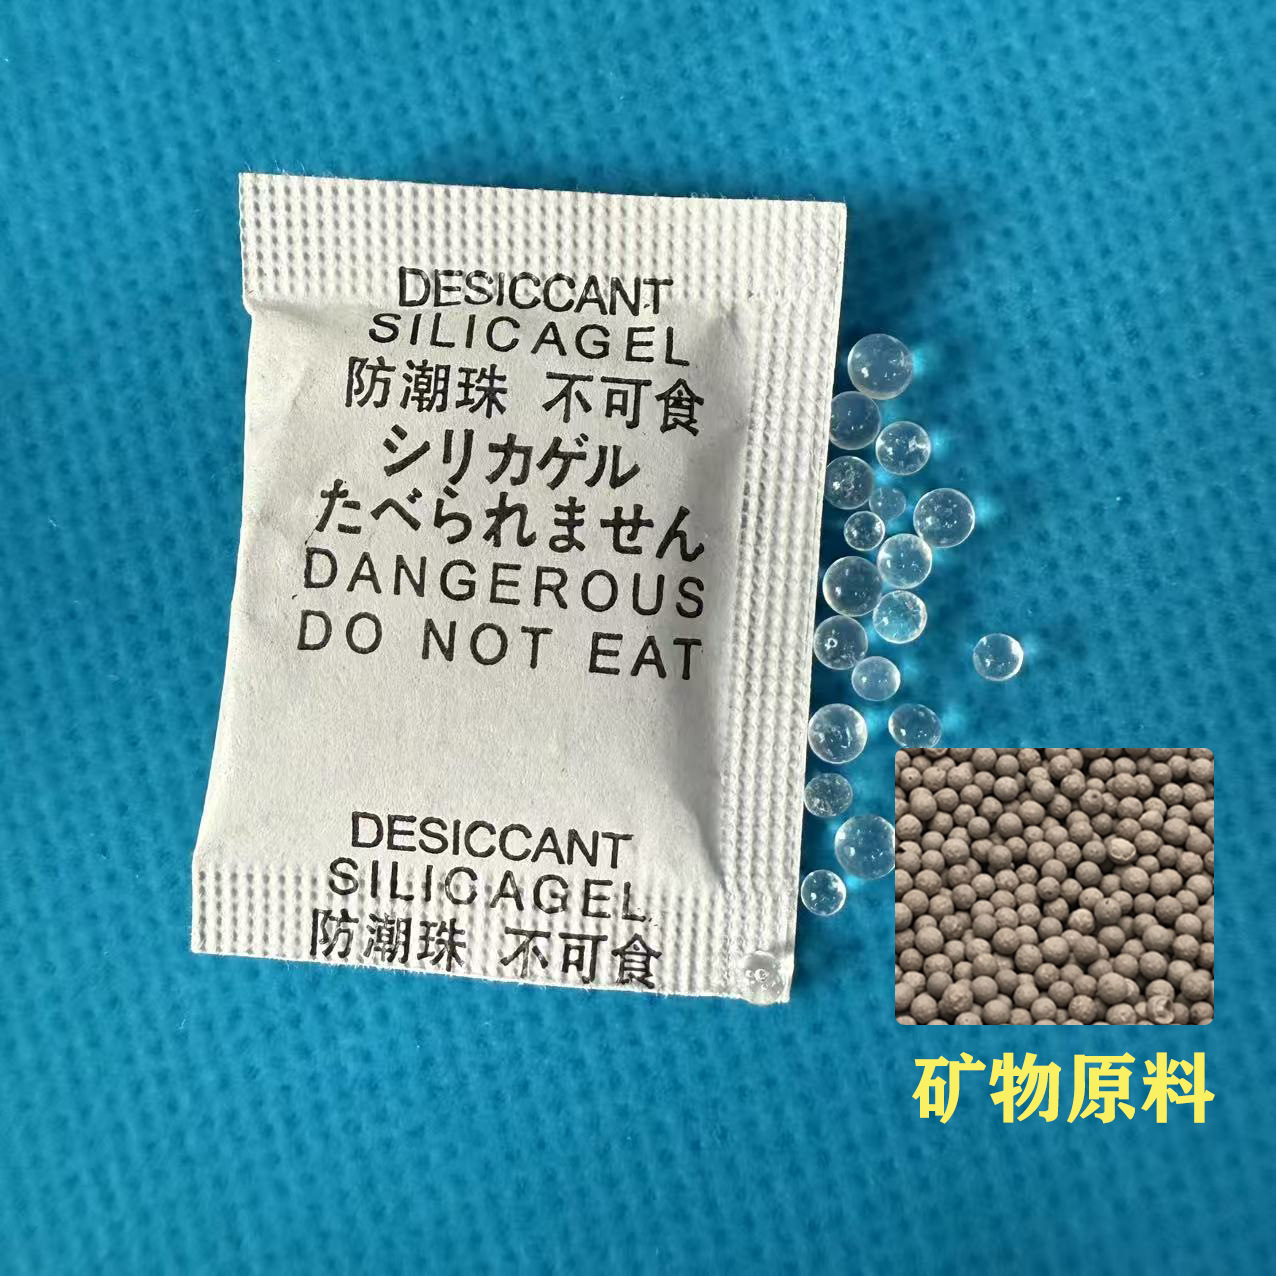 DESICCANT
SILICAGEL
防潮珠 不可食
シリカゲル
たべられません
DANGEROUS
DO NOT EAT
DESICCANT
SILICAGEL
防潮珠 不可食
矿物原料